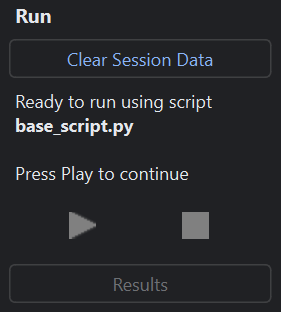 Run
Clear Session Data
Ready to run using script
base_script.py
Press Play to continue
Results